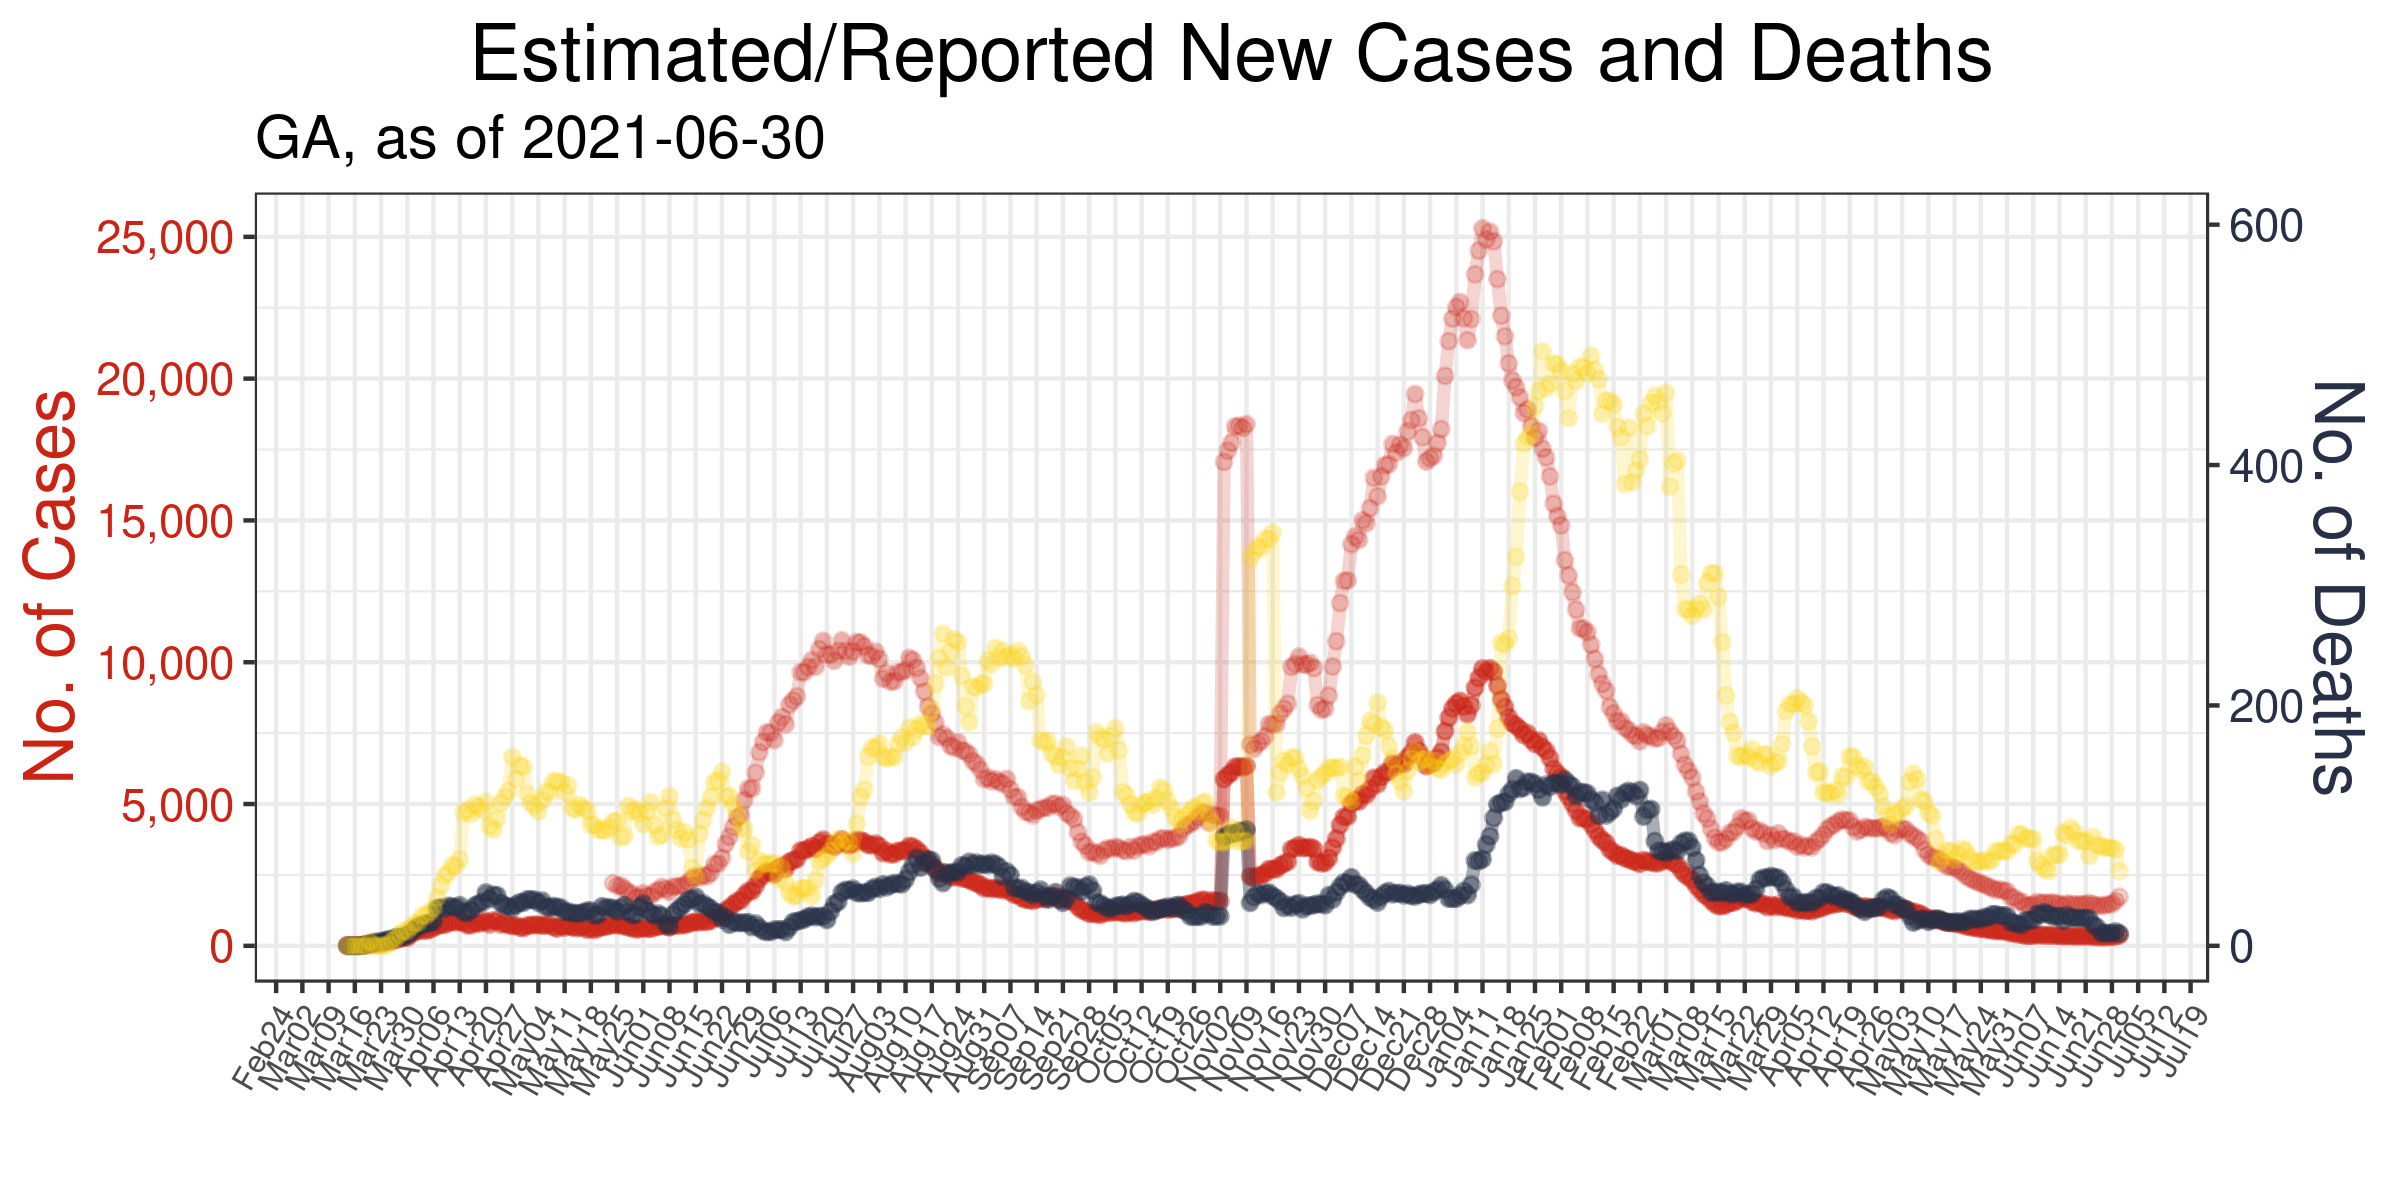 Estimated/Reported New Cases and Deaths
GA, as of 2021-06-30
No. of Cases
25,000
20,000
15,000
10,000
5,000
0
600
400
200
0
No. of Deaths
Feb24
Mar02
Mar09
Mar16
Mar23
Mar30
Apr06
Apr13
Apr20
Apr27
May04
May11
May18
May25
Jun01
Jun08
Jun15
Jun22
Jun29
Jul06
Jul13
Jul20
Jul27
Aug03
Aug10
Aug17
Aug24
Aug31
Sep07
Sep14
Sep21
Sep28
Oct05
Oct12
Oct19
Oct26
Nov02
Nov09
Nov16
Nov23
Nov30
Dec07
Dec14
Dec21
Dec28
Jan04
Jan11
Jan18
Jan25
Feb01
Feb08
Feb15
Feb22
Mar01
Mar08
Mar15
Mar22
Mar29
Apr05
Apr12
Apr19
Apr26
May03
May10
May17
May24
May31
Jun07
Jun14
Jun21
Jun28
Jul05
Jul12
Jul19